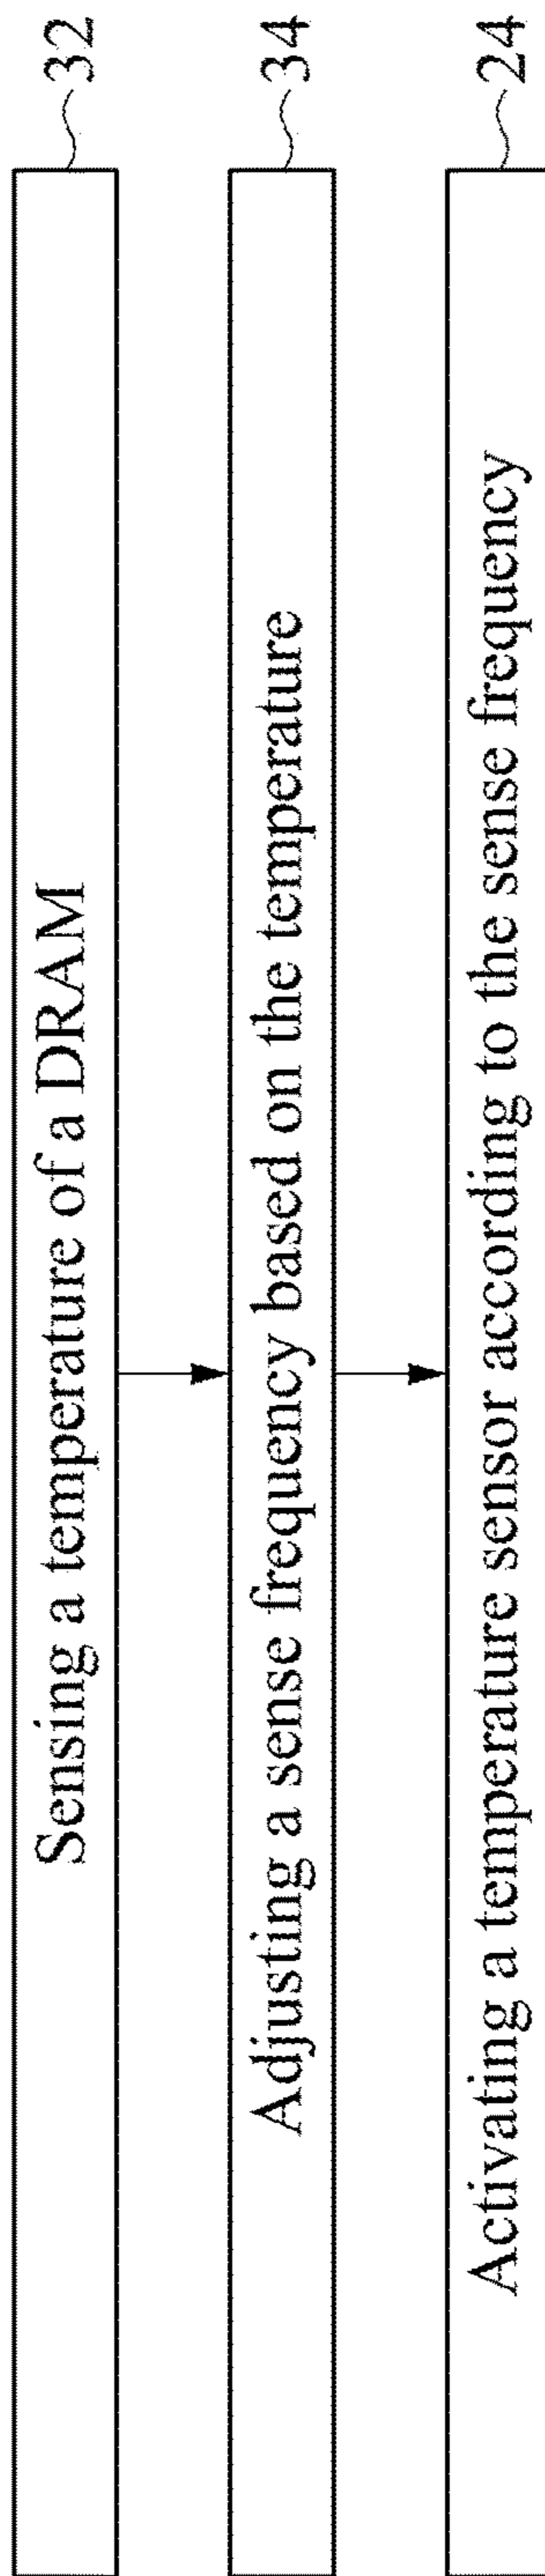 Sensing a temperature of a DRAM 32
Adjusting a sense frequency based on the temperature 34
Activating a temperature sensor according to the sense frequency 24